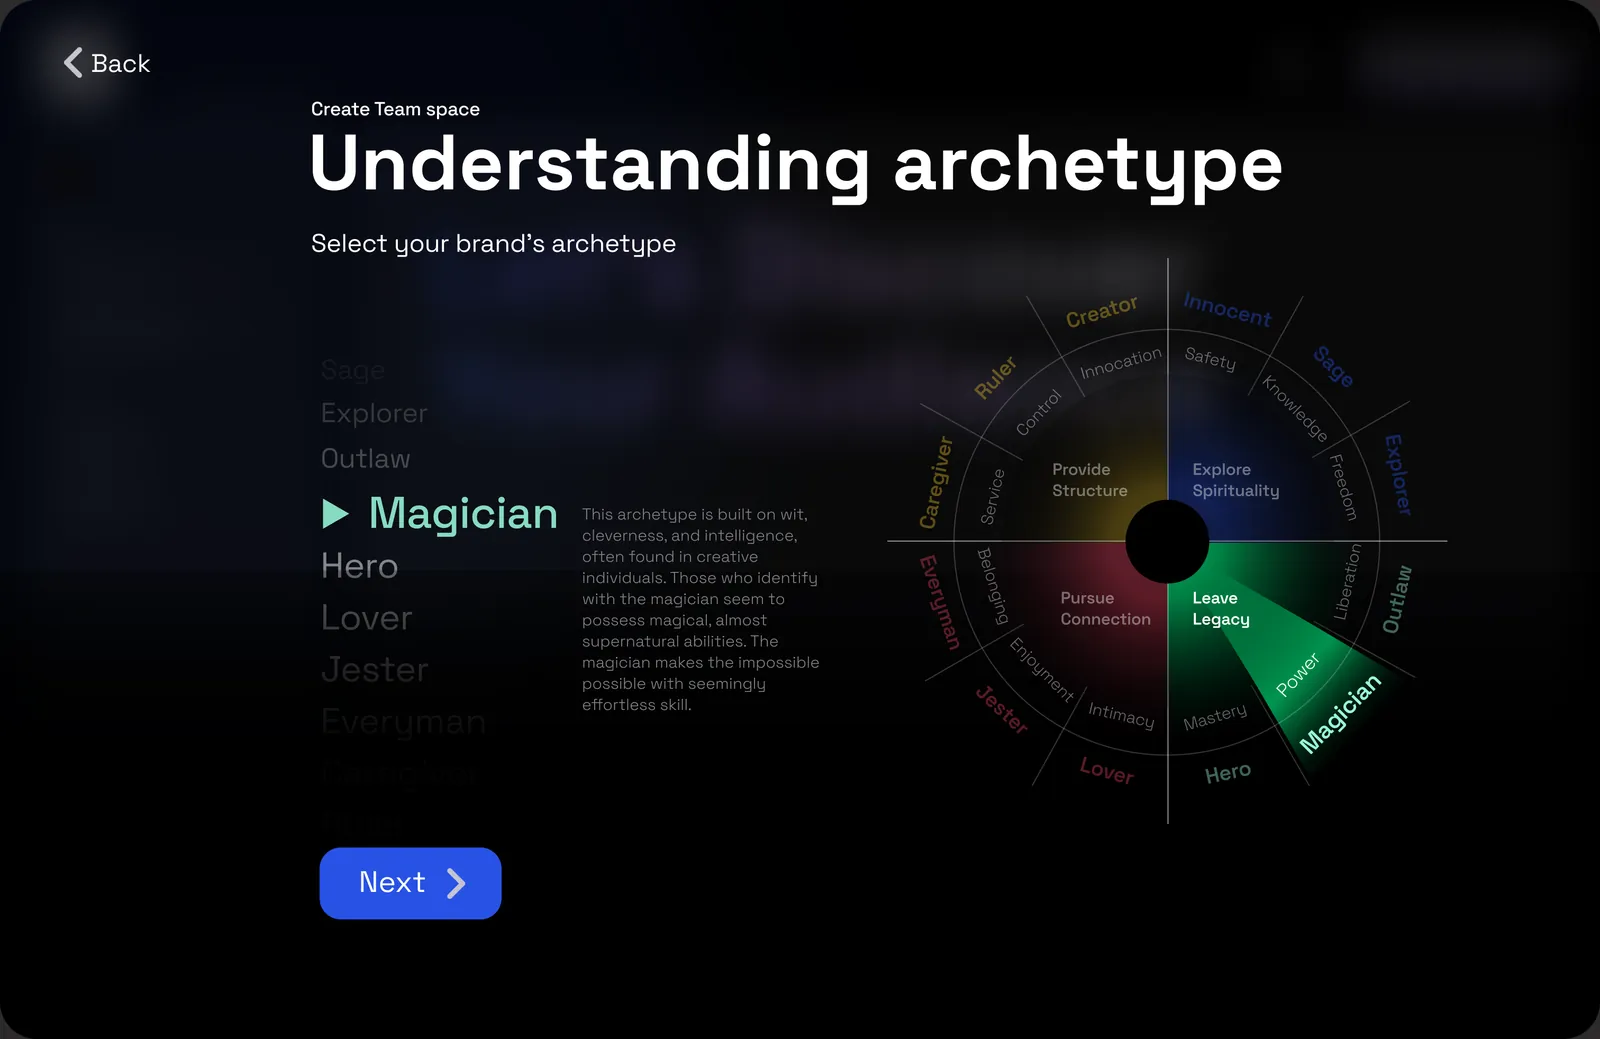 Back
Create Team space
Understanding archetype
Select your brand's archetype
Sage
Explorer
Outlaw
Magician
Hero
Lover
Jester
Everyman
Caregiver
This archetype is built on wit,
cleverness, and intelligence,
often found in creative
individuals. Those who identify
with the magician seem to
possess magical, almost
supernatural abilities. The
magician makes the impossible
possible with seemingly
effortless skill.
Next
Creator
Innocent
Ruler
Sage
Caregiver
Explorer
Everyman
Outlaw
Jester
Magician
Lover
Hero
Innocation
Safety
Control
Knowledge
Service
Freedom
Belonging
Liberation
Enjoyment
Power
Intimacy
Mastery
Provide
Structure
Explore
Spirituality
Pursue
Connection
Leave
Legacy